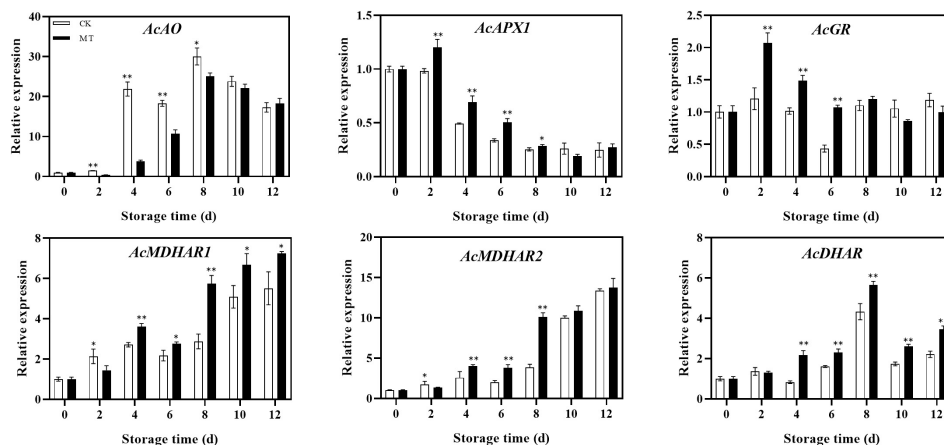 AcAO
CK
MT
Relative expression
40
30
20
10
0
** ** ** *
0 2 4 6 8 10 12
Storage time (d)
AcAPX1
Relative expression
1.5
1.0
0.5
0.0
** ** ** *
0 2 4 6 8 10 12
Storage time (d)
AcGR
Relative expression
2.5
2.0
1.5
1.0
0.5
0.0
** ** **
0 2 4 6 8 10 12
Storage time (d)
AcMDHAR1
Relative expression
8
6
4
2
0
* ** * ** * *
0 2 4 6 8 10 12
Storage time (d)
AcMDHAR2
Relative expression
20
15
10
5
0
* ** ** **
0 2 4 6 8 10 12
Storage time (d)
AcDHAR
Relative expression
8
6
4
2
0
** ** ** ** *
0 2 4 6 8 10 12
Storage time (d)